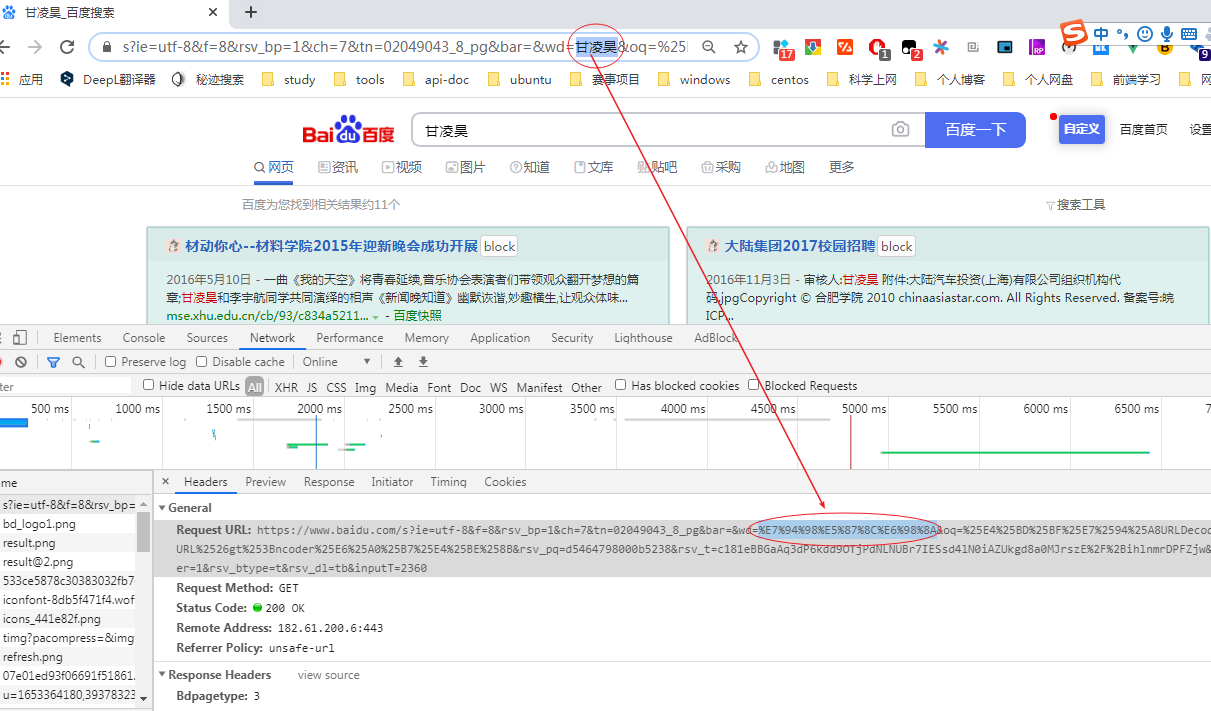 甘凌昊_百度搜索
s?ie=utf-8&f=8&rsv_bp=1&ch=7&tn=02049043_8_pg&bar=&wd=甘凌昊&oq=%25
17
1
2
RP
9
中
应用 DeepL翻译器 秘迹搜索 study tools api-doc ubuntu 赛事项目 windows centos 科学上网 个人博客 个人网盘 前端学习 网
Bai du 百度 甘凌昊 百度一下 自定义 百度首页 设置
网页 资讯 视频 图片 知道 文库 贴吧 采购 地图 更多
百度为您找到相关结果约11个 搜索工具
材动你心--材料学院2015年迎新晚会成功开展 block
2016年5月10日 - 一曲《我的天空》将青春延续,音乐协会表演者们带领观众翻开梦想的篇
章;甘凌昊和李宇航同学共同演绎的相声《新闻晚知道》幽默诙谐,妙趣横生,让观众体味...
mse.xhu.edu.cn/cb/93/c834a5211... - 百度快照
大陆集团2017校园招聘 block
2016年11月3日 - 审核人:甘凌昊 附件:大陆汽车投资(上海)有限公司组织机构代
码.jpgCopyright © 合肥学院 2010 chinaasiastar.com. All Rights Reserved. 备案号:皖
ICP...
Elements Console Sources Network Performance Memory Application Security Lighthouse AdBlock
Preserve log Disable cache Online
ter Hide data URLs All XHR JS CSS Img Media Font Doc WS Manifest Other Has blocked cookies Blocked Requests
500 ms 1000 ms 1500 ms 2000 ms 2500 ms 3000 ms 3500 ms 4000 ms 4500 ms 5000 ms 5500 ms 6000 ms 6500 ms 7
me
s?ie=utf-8&f=8&rsv_bp=
bd_logo1.png
result.png
result@2.png
533ce5878c30383032fb7
iconfont-8db5f471f4.wof
icons_441e82f.png
timg?pacompress=&img
refresh.png
07e01ed93f06691f51861.
u=1653364180,39378323
× Headers Preview Response Initiator Timing Cookies
General
Request URL: https://www.baidu.com/s?ie=utf-8&f=8&rsv_bp=1&ch=7&tn=02049043_8_pg&bar=&wd=%E7%94%98%E5%87%8C%E6%98%8A&oq=%25E4%25BD%25BF%25E7%2594%25A8URLDecod
URL%2526gt%253Bncoder%25E6%25A0%25B7%25E4%25BE%258B&rsv_pq=d5464798000b5238&rsv_t=c181eBBGaAq3dP6kdd9OTjPdNLNUBr7IESsd4lN0iAZUkgd8a0MJrszE%2F%2BihlnmrDPFZjw&
er=1&rsv_btype=t&rsv_dl=tb&inputT=2360
Request Method: GET
Status Code: 200 OK
Remote Address: 182.61.200.6:443
Referrer Policy: unsafe-url
Response Headers view source
Bdpagetype: 3